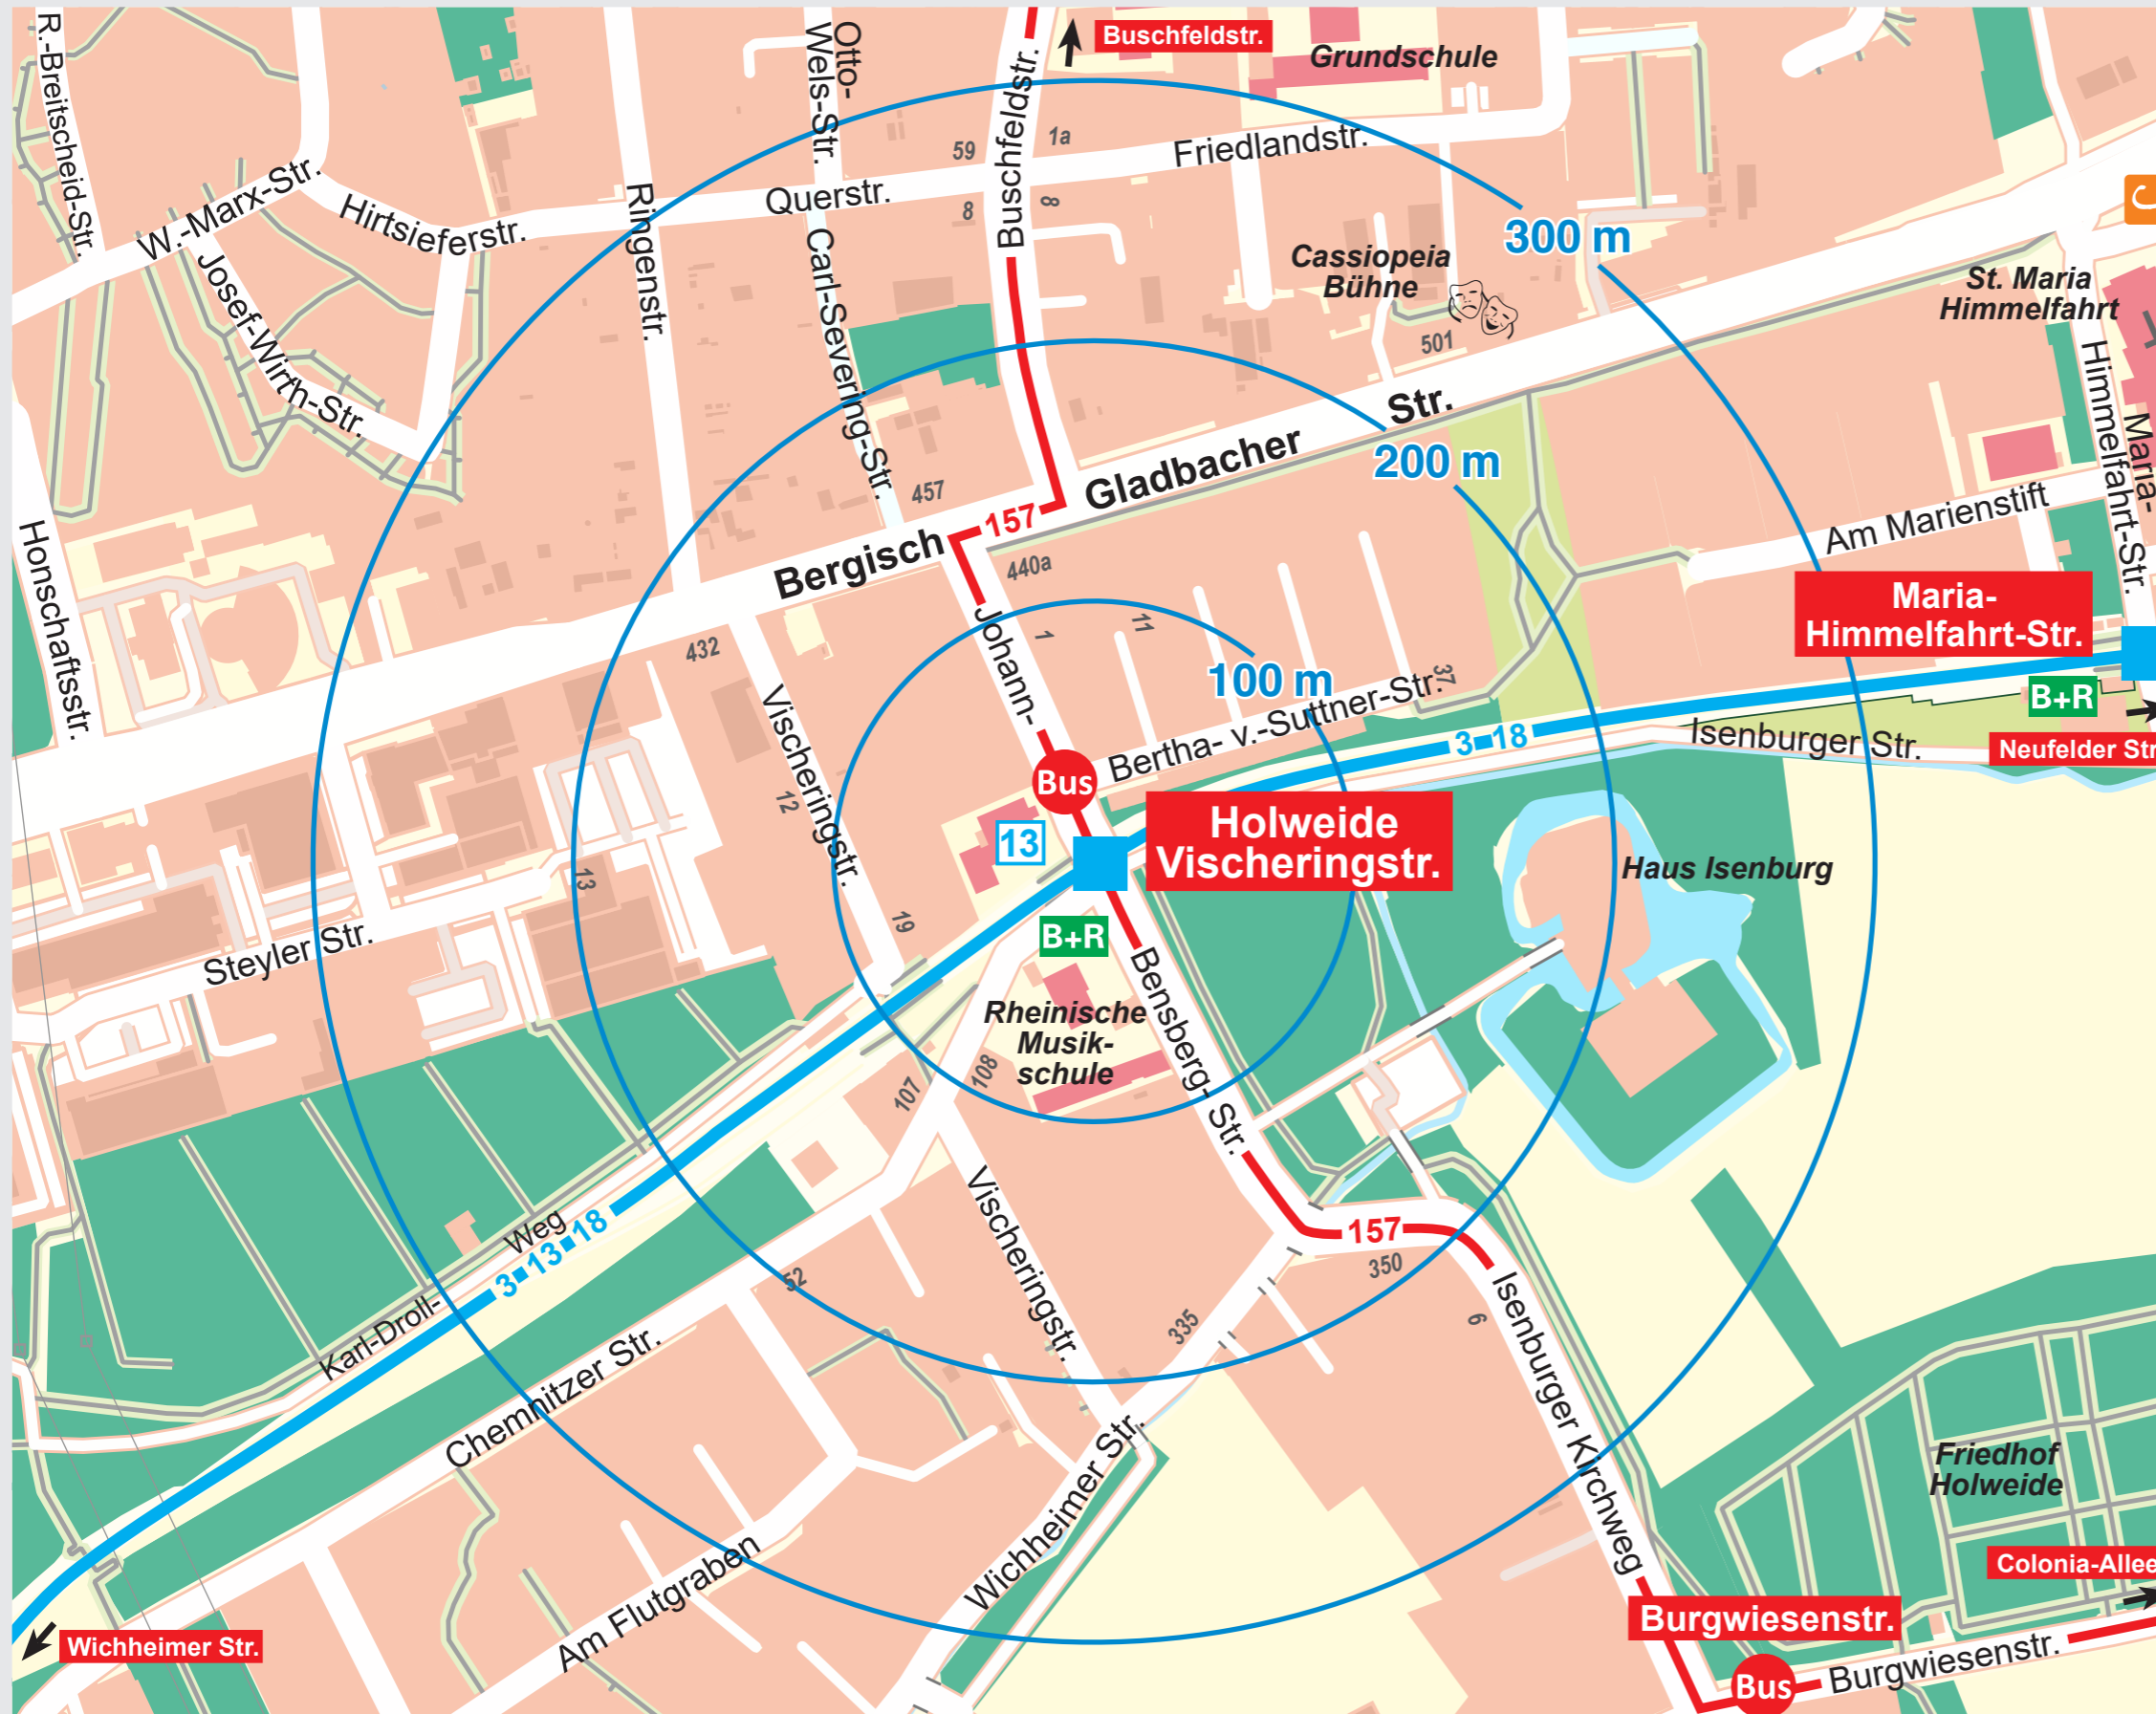 R.-Breitscheid-Str.
Otto-
Wels-Str.
Buschfeldstr.
Buschfeldstr.
Grundschule
59
1a
Friedlandstr.
W.-Marx-Str.
Hirtsieferstr.
Ringenstr.
Querstr.
8
8
300 m
Josef-Wirth-Str.
Carl-Severing-Str.
Cassiopeia
Bühne
501
St. Maria
Himmelfahrt
Maria-
Himmelfahrt-Str.
Str.
200 m
Gladbacher
457
157
Bergisch
440a
Am Marienstift
Honschaftsstr.
Maria-
Himmelfahrt-Str.
432
1
11
Johann-
100 m
37
B+R
Vischeringstr.
Bertha- v.-Suttner-Str.
3 18
Isenburger Str.
Neufelder Str
Bus
12
13
Holweide
Vischeringstr.
Haus Isenburg
13
19
B+R
Steyler Str.
Bensberg- Str.
Rheinische
Musik-
schule
107
108
Vischeringstr.
Weg
3 13 18
157
52
350
335
6
Karl-Droll-
Chemnitzer Str.
Isenburger Kirchweg
Wichheimer Str.
Friedhof
Holweide
Am Flutgraben
Colonia-Allee
Burgwiesenstr.
Wichheimer Str.
Bus
Burgwiesenstr.